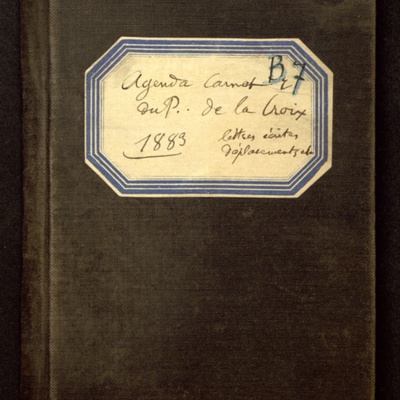 Agenda Carnet
B7
du P. de la Croix
1883
lettres écrites
déplacements etc